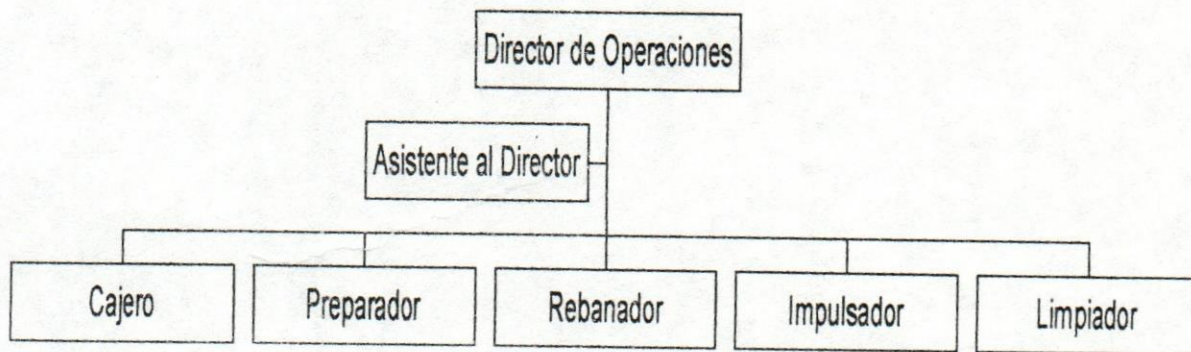 Director de Operaciones
Asistente al Director
Cajero
Preparador
Rebanador
Impulsador
Limpiador